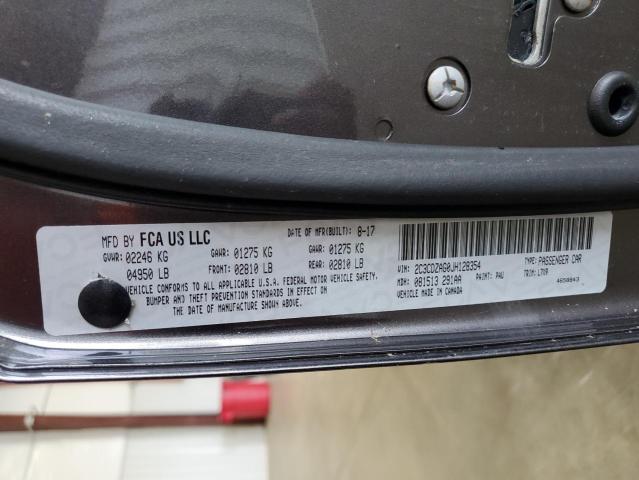 MFD BY FCA US LLC
DATE OF MFR(BUILT): 8-17
GVWR: 02246 KG
04950 LB
GAWR: 01275 KG
FRONT: 02810 LB
GAWR: 01275 KG
REAR: 02810 LB
VEHICLE CONFORMS TO ALL APPLICABLE U.S.A. FEDERAL MOTOR VEHICLE SAFETY,
BUMPER AND THEFT PREVENTION STANDARDS IN EFFECT ON
THE DATE OF MANUFACTURE SHOWN ABOVE.
VIN: 2C3CDZAG0JH128354
TYPE: PASSENGER CAR
MDH: 081513 291AA
PAINT: PAU
TRIM: L7X9
VEHICLE MADE IN CANADA
4658643